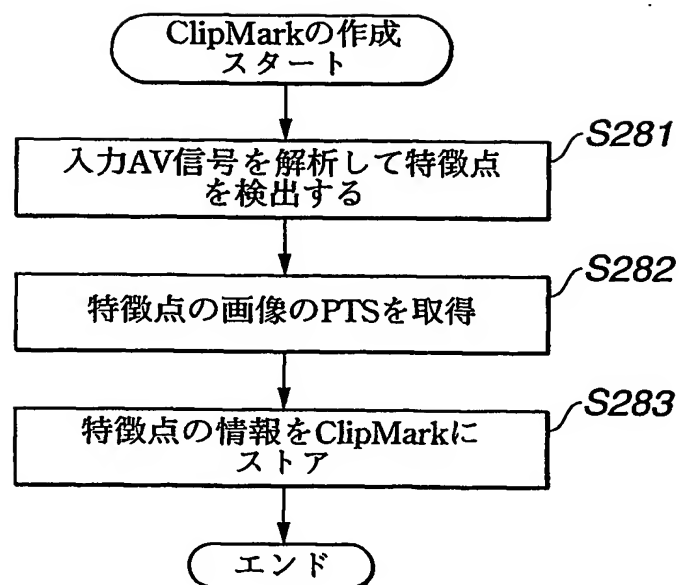 ClipMarkの作成
スタート
S281
入力AV信号を解析して特徴点
を検出する
S282
特徴点の画像のPTSを取得
S283
特徴点の情報をClipMarkに
ストア
エンド